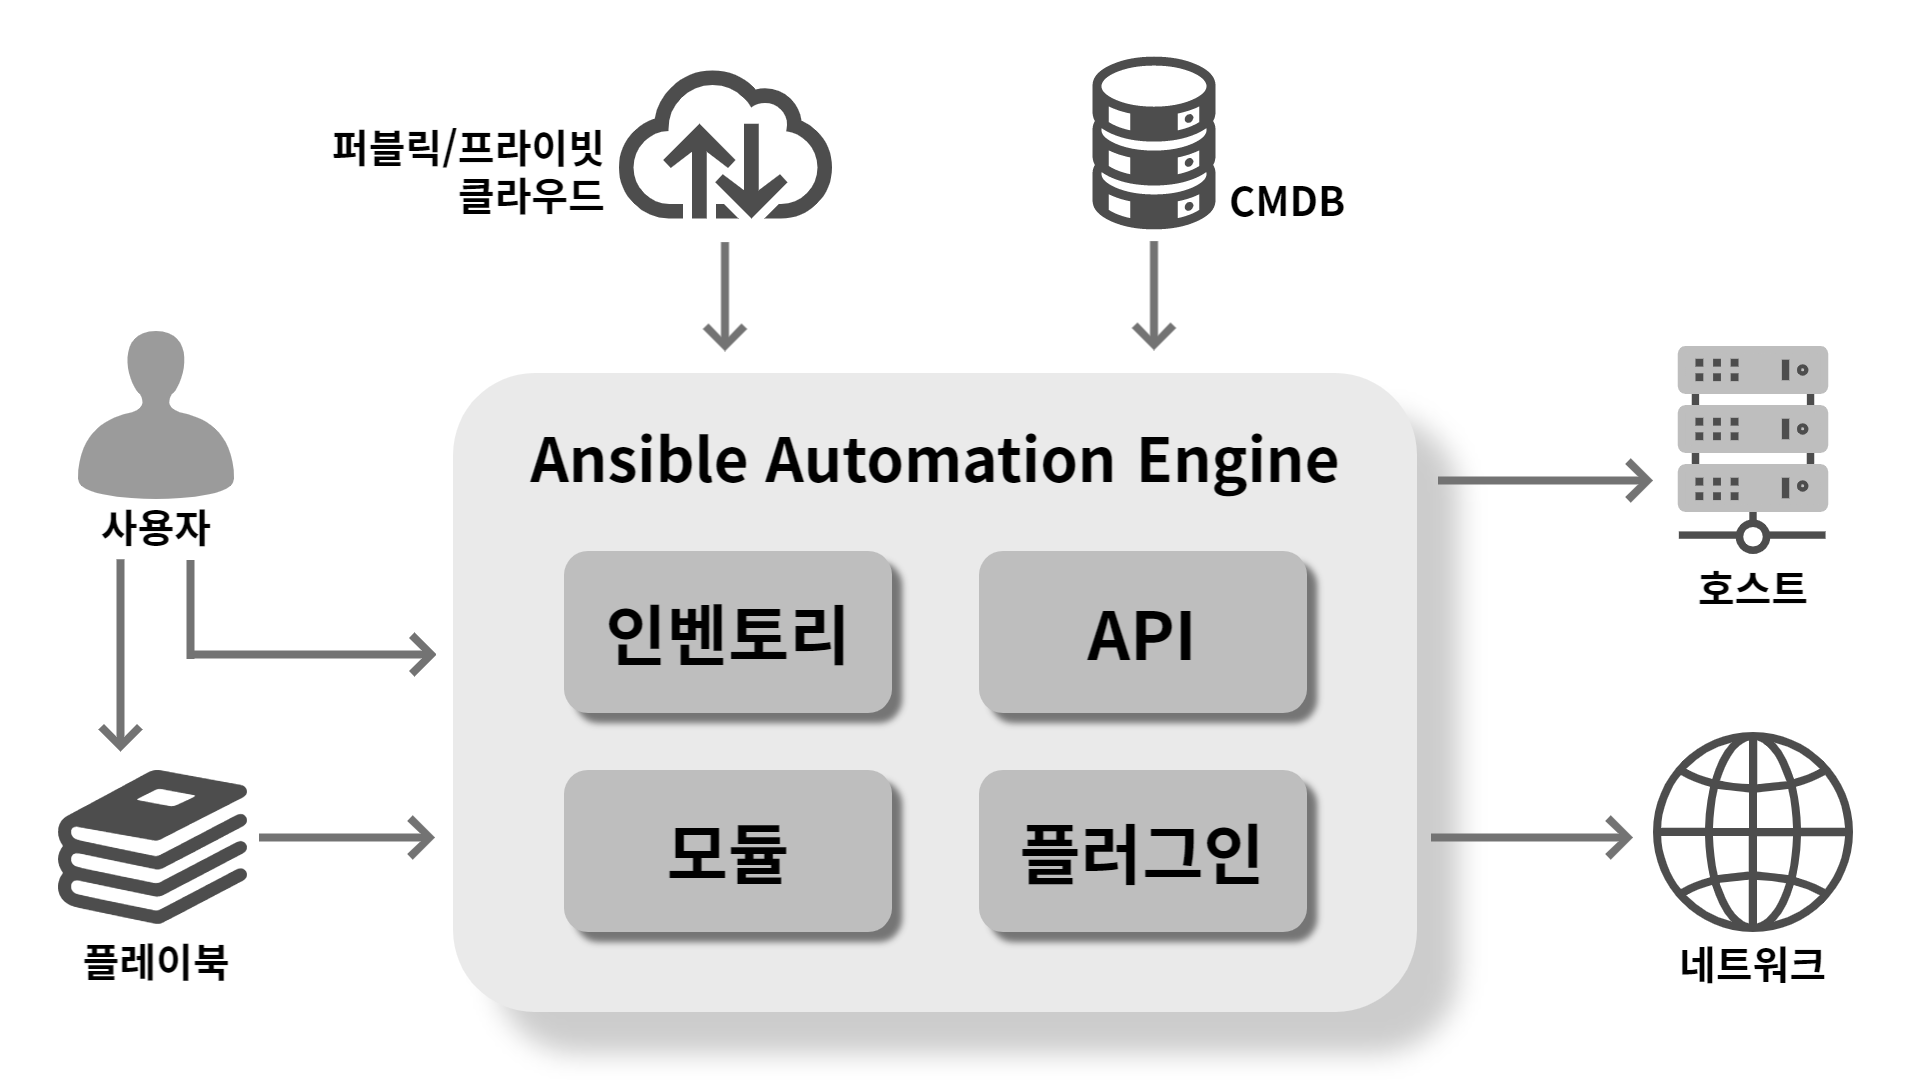 퍼블릭/프라이빗
클라우드
CMDB
사용자
Ansible Automation Engine
인벤토리
API
호스트
모듈
플러그인
플레이북
네트워크